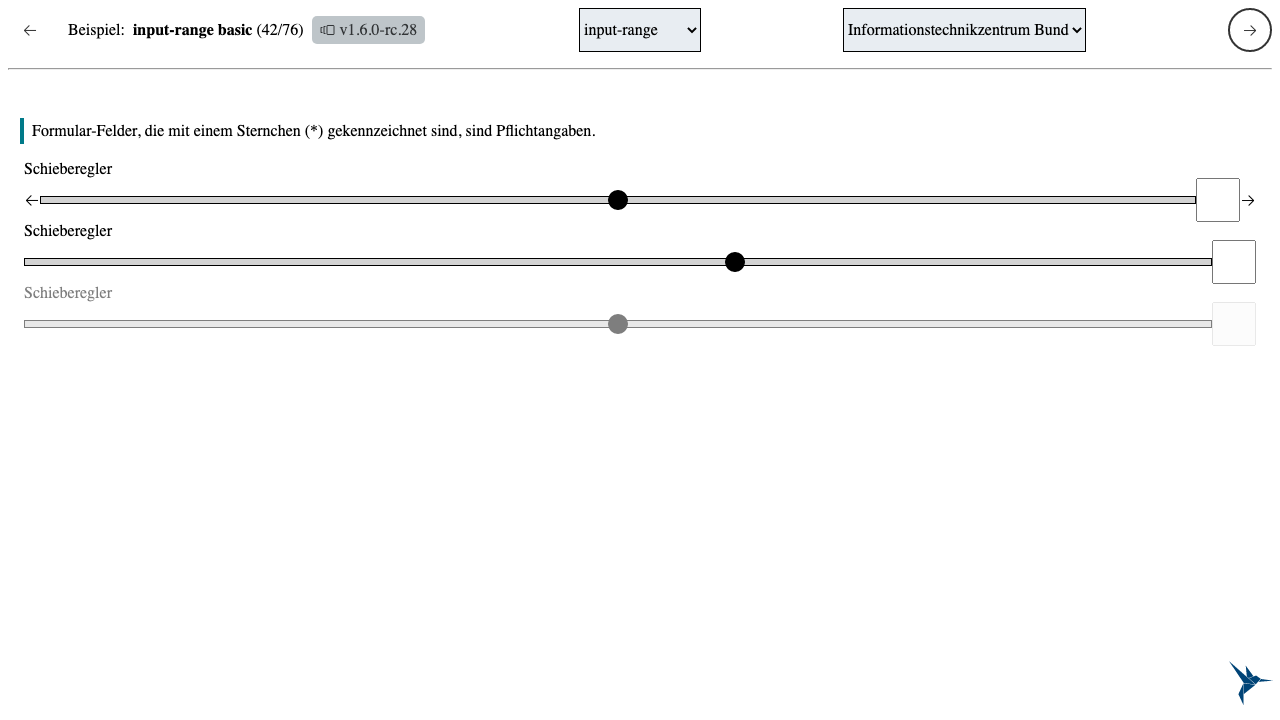 Beispiel: input-range basic (42/76) v1.6.0-rc.28 input-range Informationstechnikzentrum Bund
Formular-Felder, die mit einem Sternchen (*) gekennzeichnet sind, sind Pflichtangaben.
Schieberegler
Schieberegler
Schieberegler